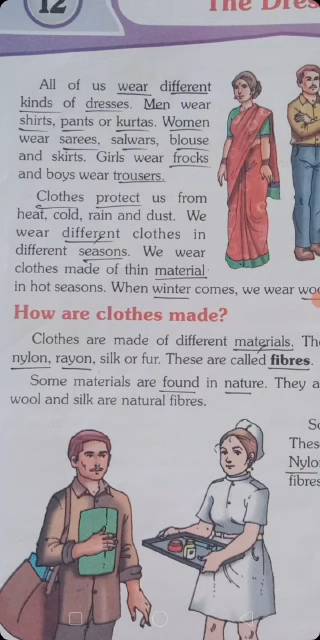 12
The Dres
All of us wear different
kinds of dresses. Men wear
shirts, pants or kurtas. Women
wear sarees, salwars, blouse
and skirts. Girls wear frocks
and boys wear trousers.
Clothes protect us from
heat, cold, rain and dust. We
wear different clothes in
different seasons. We wear
clothes made of thin material
in hot seasons. When winter comes, we wear
How are clothes made?
Clothes are made of different materials.
nylon, rayon, silk or fur. These are called fibres.
Some materials are found in nature. They a
wool and silk are natural fibres.
Thes
Nylo
fibres